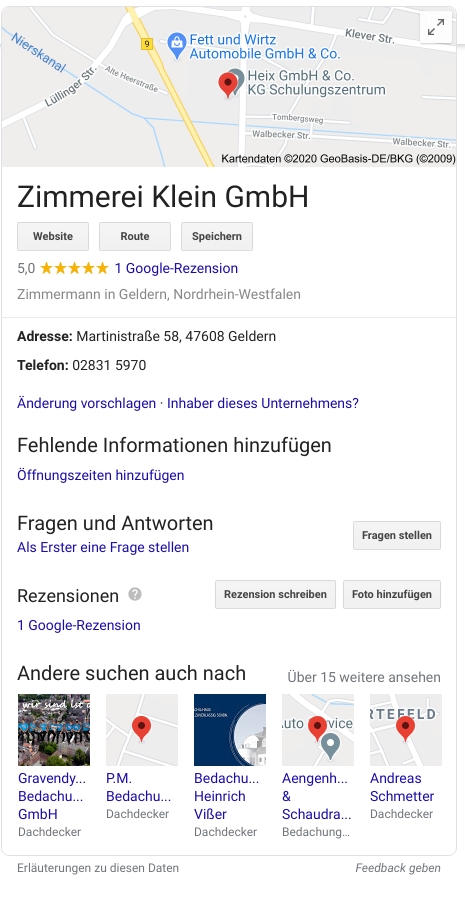 Nierskanal
9
Fett und Wirtz
Automobile GmbH & Co.
Klever Str.
Alte Heerstraße
Lüllinger Str.
Heix GmbH & Co.
KG Schulungszentrum
Tombergsweg
Walbecker Str.
Walbecker Str.
Kartendaten ©2020 GeoBasis-DE/BKG (©2009)
Zimmerei Klein GmbH
Website Route Speichern
5,0 ★★★★★ 1 Google-Rezension
Zimmermann in Geldern, Nordrhein-Westfalen
Adresse: Martinistraße 58, 47608 Geldern
Telefon: 02831 5970
Änderung vorschlagen · Inhaber dieses Unternehmens?
Fehlende Informationen hinzufügen
Öffnungszeiten hinzufügen
Fragen und Antworten
Fragen stellen
Als Erster eine Frage stellen
Rezensionen ? Rezension schreiben Foto hinzufügen
1 Google-Rezension
Andere suchen auch nach Über 15 weitere ansehen
wir sind ist d
uto Service
RTEFELD
Gravendy...
Bedachu...
GmbH
Dachdecker
P.M.
Bedachu...
Dachdecker
Bedachu...
Heinrich
Vißer
Dachdecker
Aengenh...
&
Schaudra...
Bedachung...
Andreas
Schmetter
Dachdecker
Erläuterungen zu diesen Daten Feedback geben